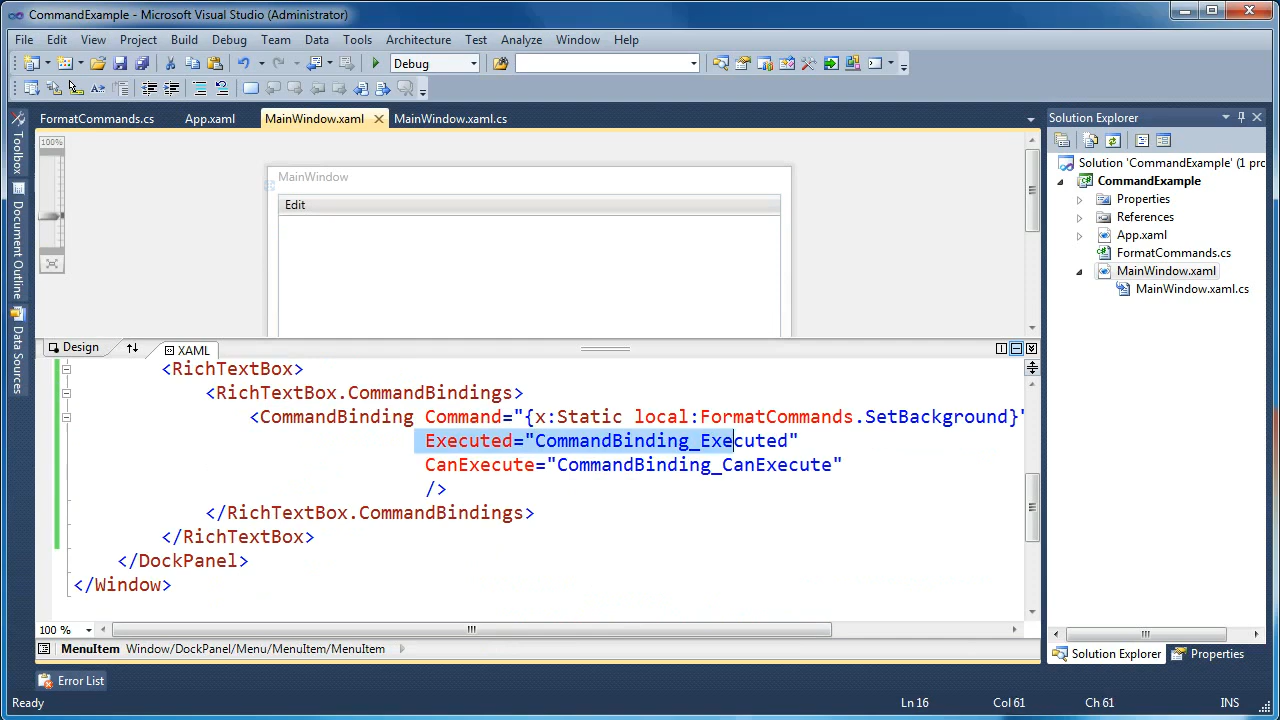 CommandExample - Microsoft Visual Studio (Administrator)
File Edit View Project Build Debug Team Data Tools Architecture Test Analyze Window Help
Debug
FormatCommands.cs App.xaml MainWindow.xaml MainWindow.xaml.cs
Solution Explorer
Toolbox
Document Outline
Data Sources
100%
MainWindow
Edit
Solution 'CommandExample' (1 pro
CommandExample
Properties
References
App.xaml
FormatCommands.cs
MainWindow.xaml
MainWindow.xaml.cs
Design XAML
<RichTextBox>
<RichTextBox.CommandBindings>
<CommandBinding Command="{x:Static local:FormatCommands.SetBackground}"
Executed="CommandBinding_Executed"
CanExecute="CommandBinding_CanExecute"
/>
</RichTextBox.CommandBindings>
</RichTextBox>
</DockPanel>
</Window>
100 %
MenuItem Window/DockPanel/Menu/MenuItem/MenuItem
Solution Explorer Properties
Error List
Ready Ln 16 Col 61 Ch 61 INS